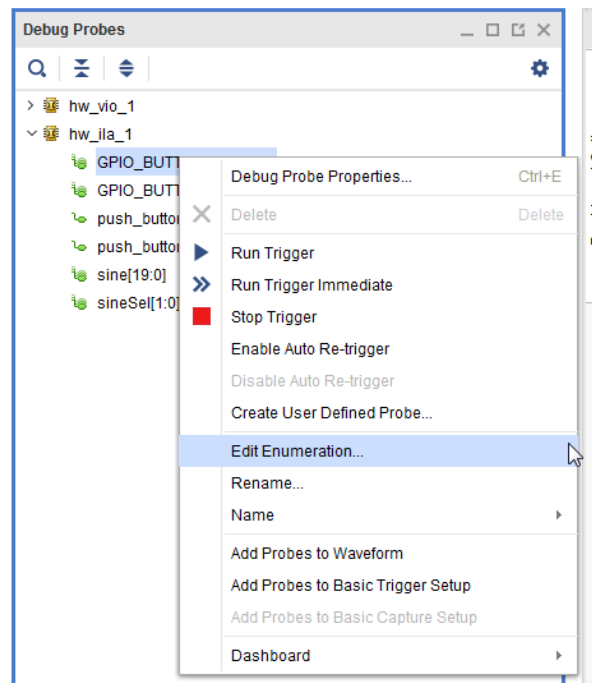 Debug Probes
hw_vio_1
hw_ila_1
GPIO_BUTT
GPIO_BUTT
push_button
push_button
sine[19:0]
sineSel[1:0]
Debug Probe Properties... Ctrl+E
Delete Delete
Run Trigger
Run Trigger Immediate
Stop Trigger
Enable Auto Re-trigger
Disable Auto Re-trigger
Create User Defined Probe...
Edit Enumeration...
Rename...
Name
Add Probes to Waveform
Add Probes to Basic Trigger Setup
Add Probes to Basic Capture Setup
Dashboard